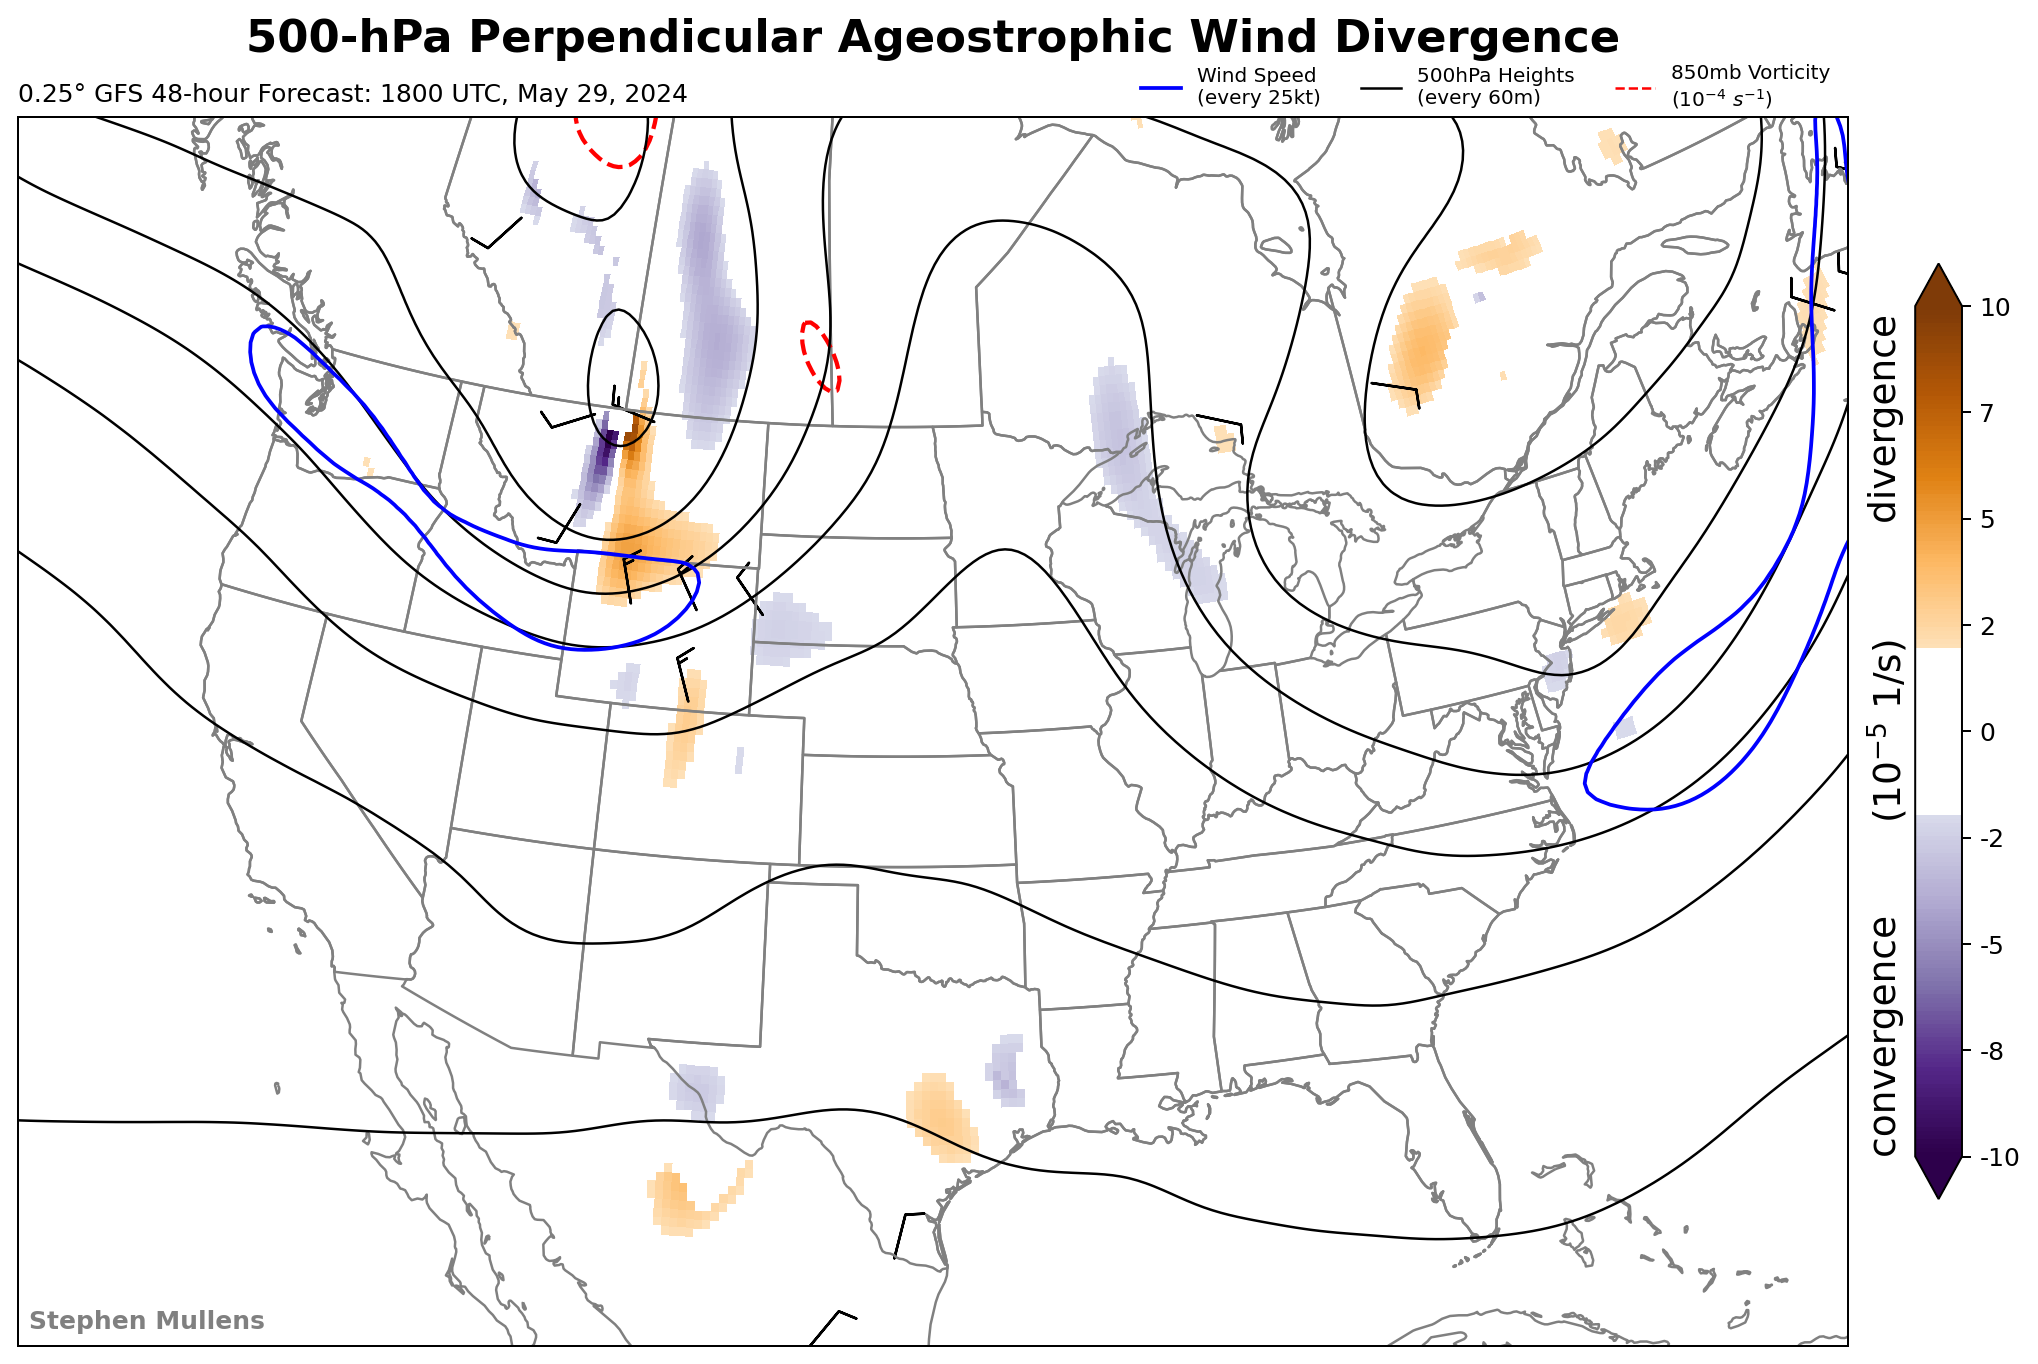 500-hPa Perpendicular Ageostrophic Wind Divergence
0.25° GFS 48-hour Forecast: 1800 UTC, May 29, 2024
Wind Speed
(every 25kt)
500hPa Heights
(every 60m)
850mb Vorticity
(10⁻⁴ s⁻¹)
10
7
5
2
0
-2
-5
-8
-10
convergence (10⁻⁵ 1/s) divergence
Stephen Mullens